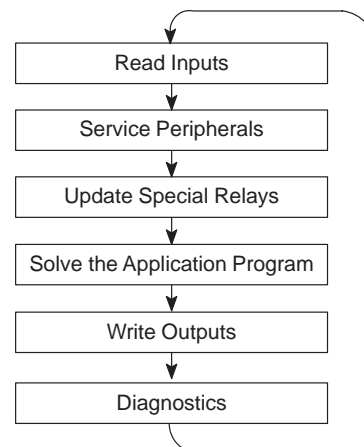 Read Inputs
Service Peripherals
Update Special Relays
Solve the Application Program
Write Outputs
Diagnostics